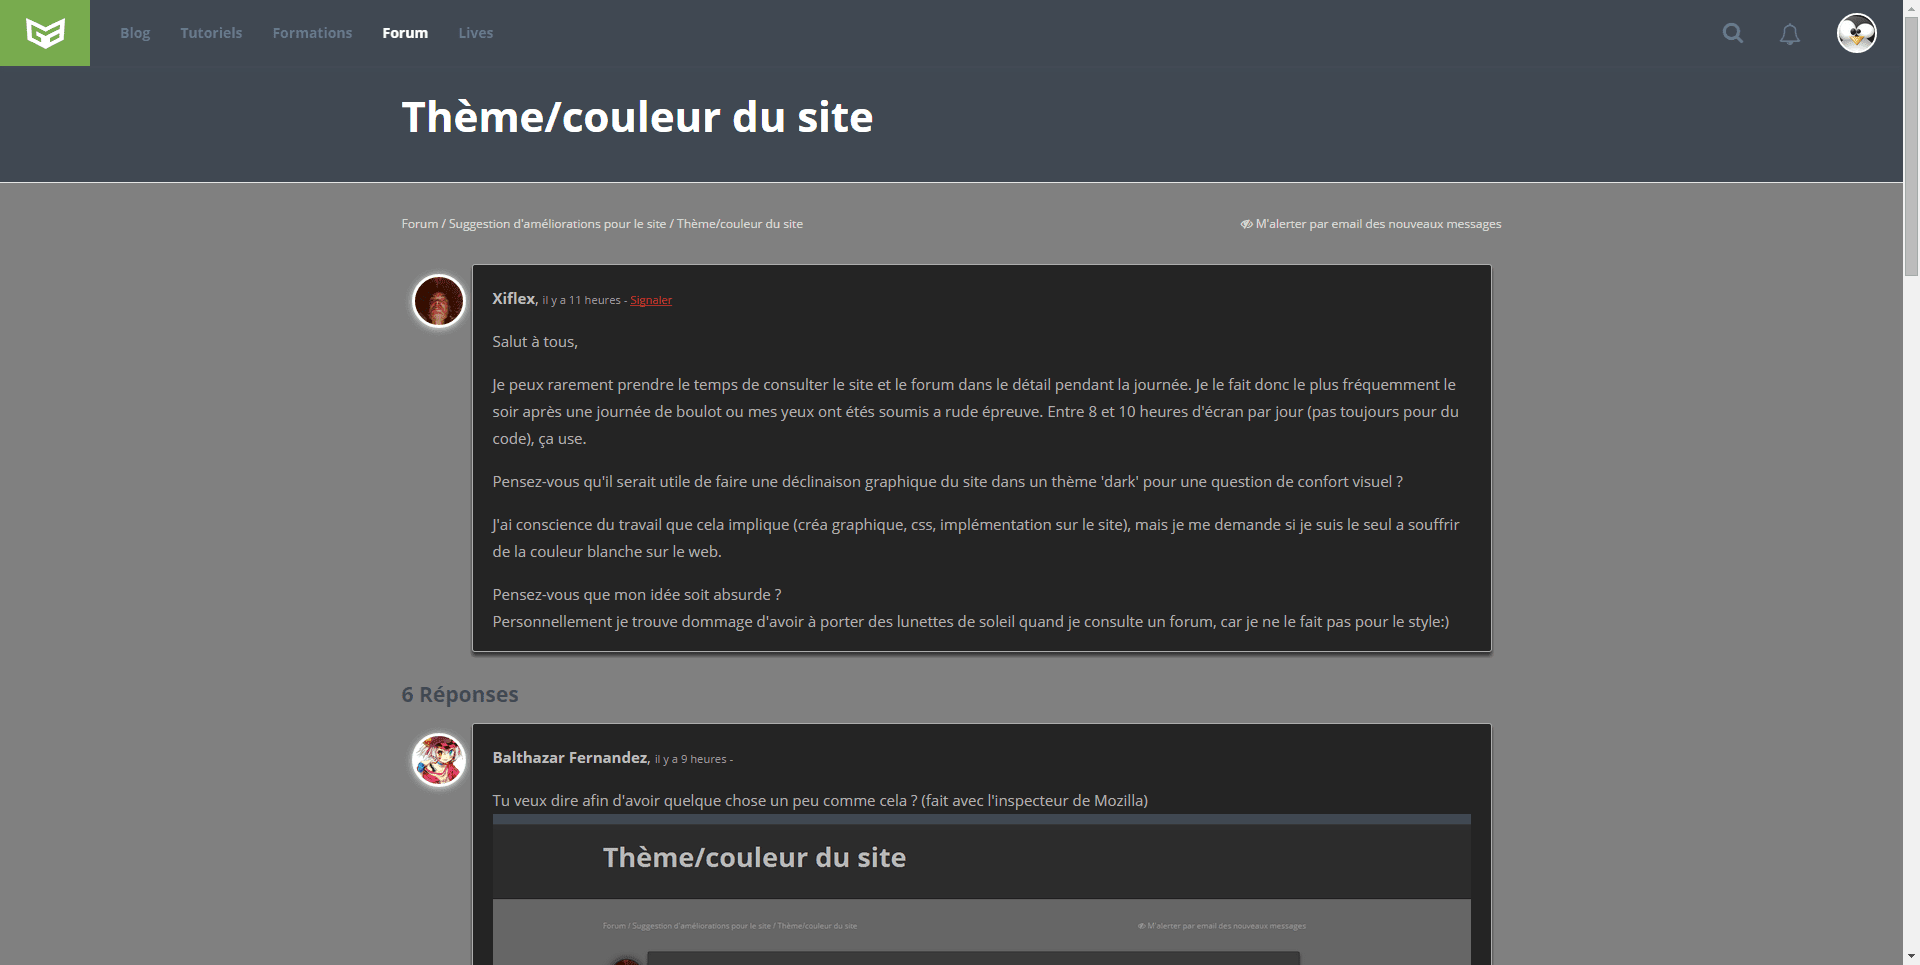 Blog Tutoriels Formations Forum Lives
Thème/couleur du site
Forum / Suggestion d'améliorations pour le site / Thème/couleur du site
M'alerter par email des nouveaux messages
Xiflex, il y a 11 heures - Signaler
Salut à tous,
Je peux rarement prendre le temps de consulter le site et le forum dans le détail pendant la journée. Je le fait donc le plus fréquemment le
soir après une journée de boulot ou mes yeux ont étés soumis a rude épreuve. Entre 8 et 10 heures d'écran par jour (pas toujours pour du
code), ça use.
Pensez-vous qu'il serait utile de faire une déclinaison graphique du site dans un thème 'dark' pour une question de confort visuel ?
J'ai conscience du travail que cela implique (créa graphique, css, implémentation sur le site), mais je me demande si je suis le seul a souffrir
de la couleur blanche sur le web.
Pensez-vous que mon idée soit absurde ?
Personnellement je trouve dommage d'avoir à porter des lunettes de soleil quand je consulte un forum, car je ne le fait pas pour le style:)
6 Réponses
Balthazar Fernandez, il y a 9 heures -
Tu veux dire afin d'avoir quelque chose un peu comme cela ? (fait avec l'inspecteur de Mozilla)
Thème/couleur du site
Forum / Suggestion d'améliorations pour le site / Thème/couleur du site
M'alerter par email des nouveaux messages